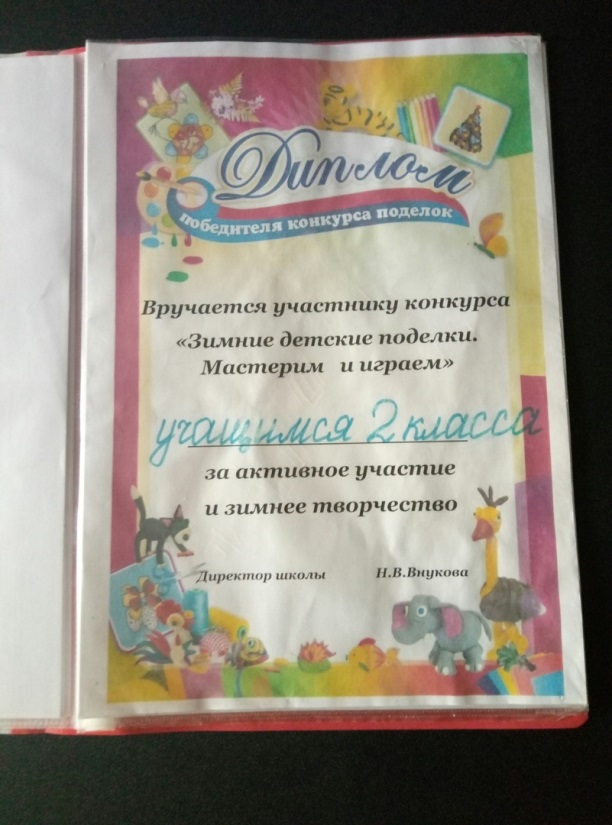 Диплом
победителя конкурса поделок
Вручается участнику конкурса
«Зимние детские поделки.
Мастерим и играем»
учащимся 2 класса
за активное участие
и зимнее творчество
Директор школы Н.В.Внукова